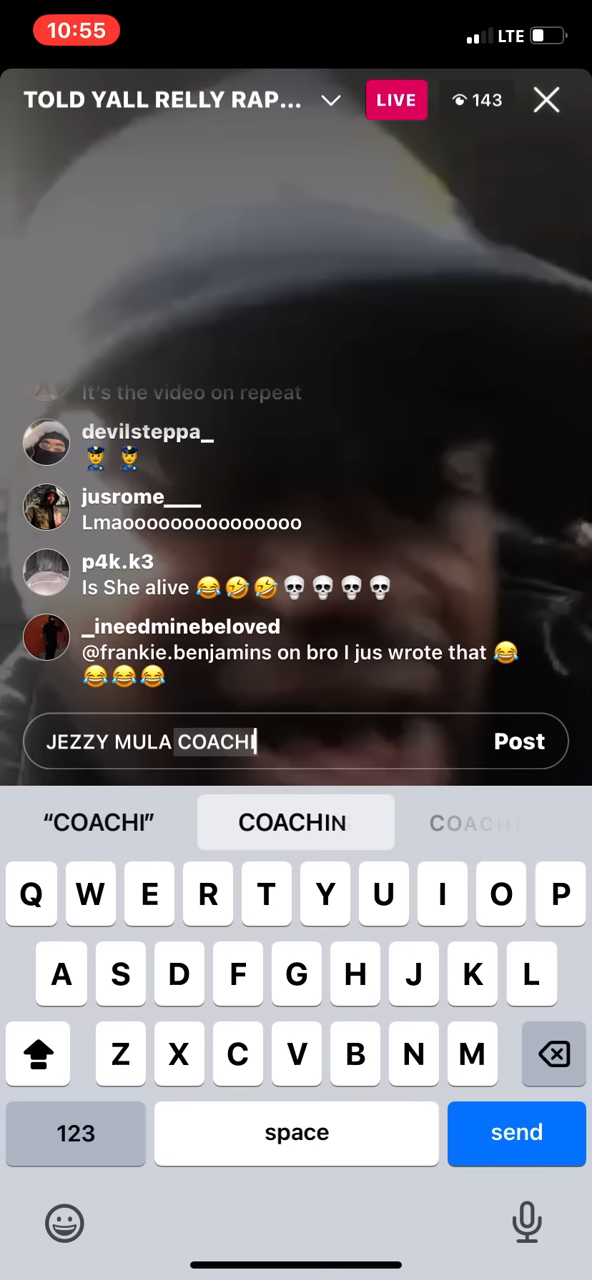 10:55
LTE
TOLD YALL RELLY RAP... LIVE 143
It's the video on repeat
devilsteppa_
👮 👮
jusrome___
Lmaooooooooooooooo
p4k.k3
Is She alive 😂🤣🤣💀💀💀💀
_ineedminebeloved
@frankie.benjamins on bro I jus wrote that 😂
😂😂😂
JEZZY MULA COACHI Post
“COACHI” COACHIN
Q W E R T Y U I O P
A S D F G H J K L
Z X C V B N M
123 space send